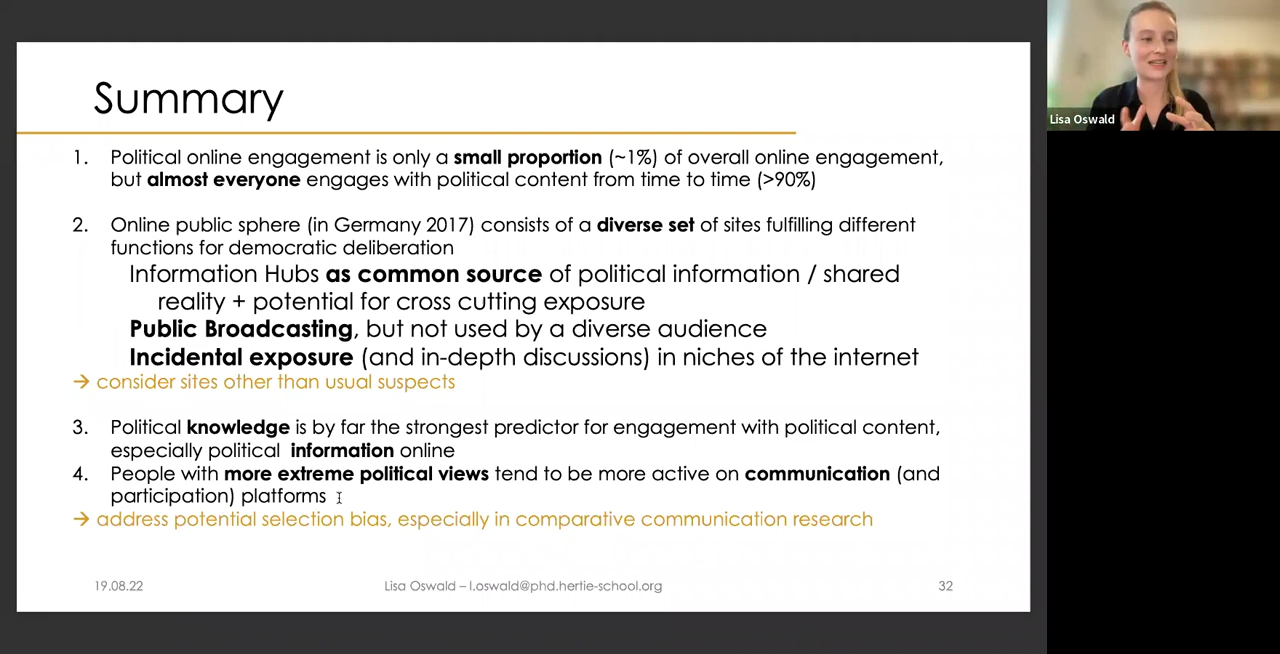 Summary
1. Political online engagement is only a small proportion (~1%) of overall online engagement,
but almost everyone engages with political content from time to time (>90%)
2. Online public sphere (in Germany 2017) consists of a diverse set of sites fulfilling different
functions for democratic deliberation
Information Hubs as common source of political information / shared
reality + potential for cross cutting exposure
Public Broadcasting, but not used by a diverse audience
Incidental exposure (and in-depth discussions) in niches of the internet
→ consider sites other than usual suspects
3. Political knowledge is by far the strongest predictor for engagement with political content,
especially political information online
4. People with more extreme political views tend to be more active on communication (and
participation) platforms
→ address potential selection bias, especially in comparative communication research
19.08.22
Lisa Oswald – l.oswald@phd.hertie-school.org
32
Lisa Oswald